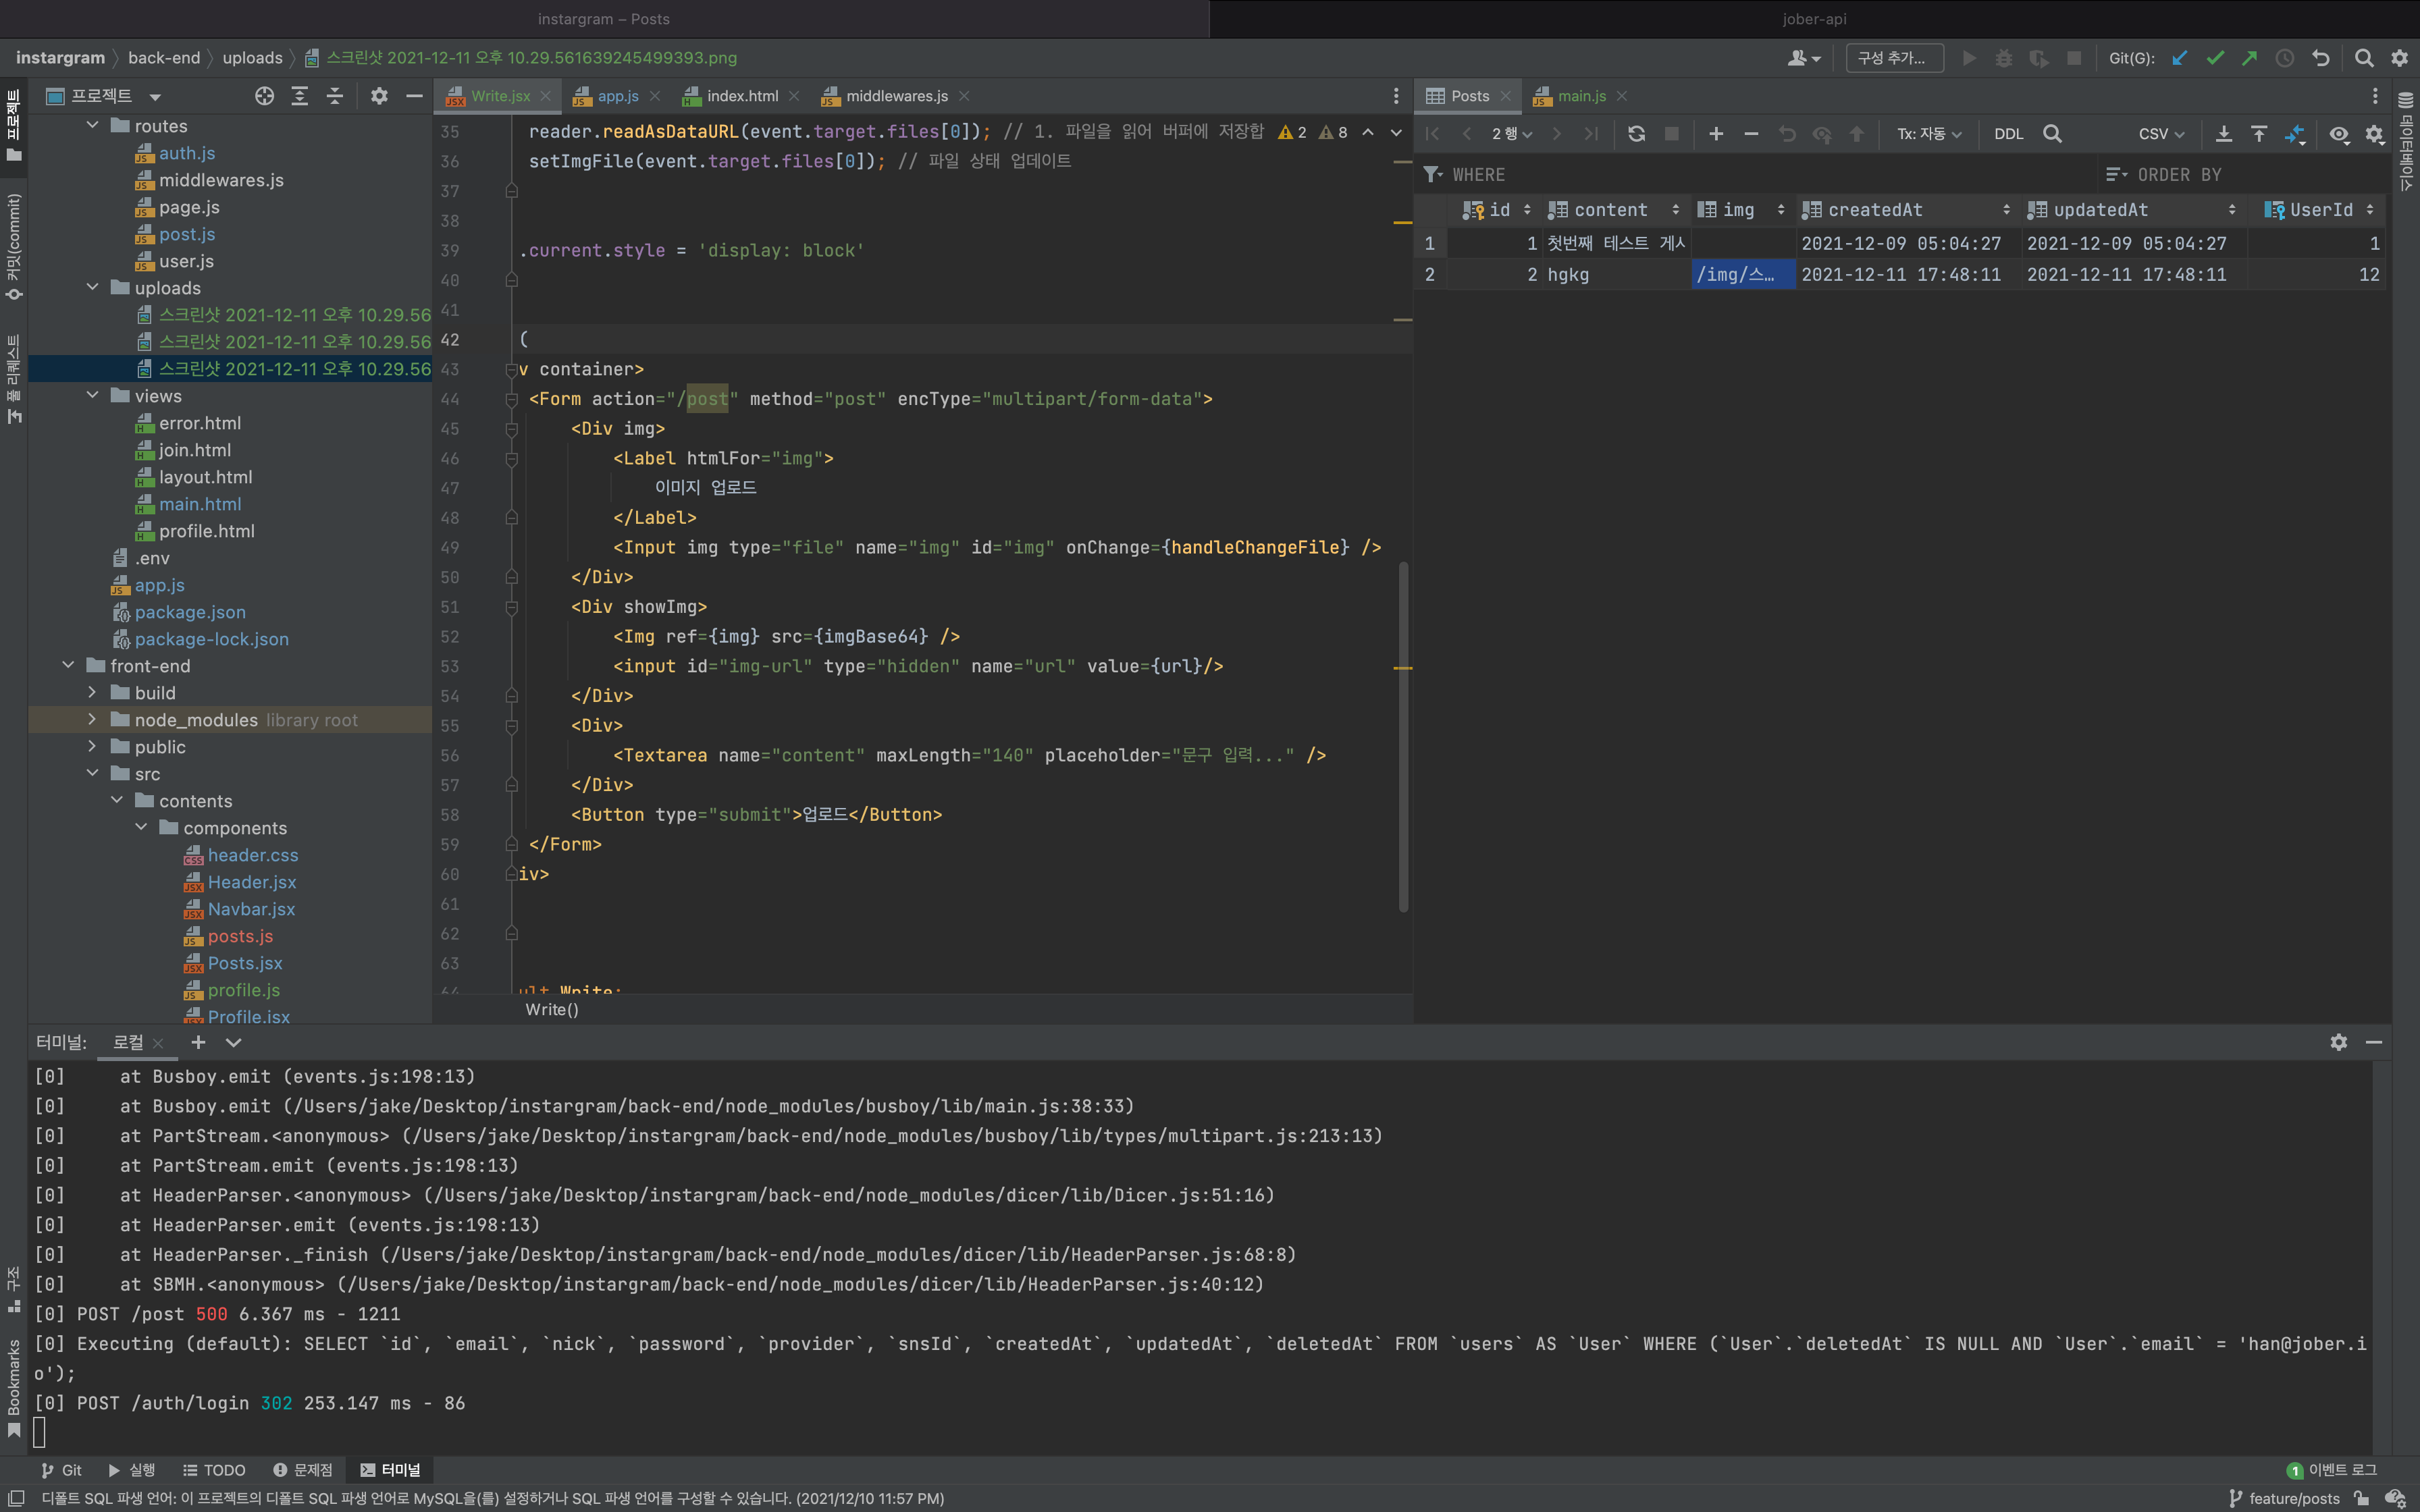 instargram – Posts
jober-api
instargram
back-end
uploads
스크린샷 2021-12-11 오후 10.29.561639245499393.png
구성 추가...
Git(G):
프로젝트
커밋(commit)
풀 리퀘스트
구조
Bookmarks
프로젝트
routes
auth.js
middlewares.js
page.js
post.js
user.js
uploads
스크린샷 2021-12-11 오후 10.29.56
스크린샷 2021-12-11 오후 10.29.56
스크린샷 2021-12-11 오후 10.29.56
views
error.html
join.html
layout.html
main.html
profile.html
.env
app.js
package.json
package-lock.json
front-end
build
node_modules library root
public
src
contents
components
header.css
Header.jsx
Navbar.jsx
posts.js
Posts.jsx
profile.js
Profile.jsx
Write.jsx
app.js
index.html
middlewares.js
35 reader.readAsDataURL(event.target.files[0]); // 1. 파일을 읽어 버퍼에 저장합 2 8
36 setImgFile(event.target.files[0]); // 파일 상태 업데이트
37
38
39 .current.style = 'display: block'
40
41
42 (
43 v container>
44 <Form action="/post" method="post" encType="multipart/form-data">
45 <Div img>
46 <Label htmlFor="img">
47 이미지 업로드
48 </Label>
49 <Input img type="file" name="img" id="img" onChange={handleChangeFile} />
50 </Div>
51 <Div showImg>
52 <Img ref={img} src={imgBase64} />
53 <input id="img-url" type="hidden" name="url" value={url}/>
54 </Div>
55 <Div>
56 <Textarea name="content" maxLength="140" placeholder="문구 입력..." />
57 </Div>
58 <Button type="submit">업로드</Button>
59 </Form>
60 iv>
61
62
63
64 ult Write;
Write()
Posts
main.js
2 행
Tx: 자동
DDL
CSV
WHERE
ORDER BY
id content img createdAt updatedAt UserId
1 1 첫번째 테스트 게시 2021-12-09 05:04:27 2021-12-09 05:04:27 1
2 2 hgkg /img/스… 2021-12-11 17:48:11 2021-12-11 17:48:11 12
데이터베이스
터미널:
로컬
[0] at Busboy.emit (events.js:198:13)
[0] at Busboy.emit (/Users/jake/Desktop/instargram/back-end/node_modules/busboy/lib/main.js:38:33)
[0] at PartStream.<anonymous> (/Users/jake/Desktop/instargram/back-end/node_modules/busboy/lib/types/multipart.js:213:13)
[0] at PartStream.emit (events.js:198:13)
[0] at HeaderParser.<anonymous> (/Users/jake/Desktop/instargram/back-end/node_modules/dicer/lib/Dicer.js:51:16)
[0] at HeaderParser.emit (events.js:198:13)
[0] at HeaderParser._finish (/Users/jake/Desktop/instargram/back-end/node_modules/dicer/lib/HeaderParser.js:68:8)
[0] at SBMH.<anonymous> (/Users/jake/Desktop/instargram/back-end/node_modules/dicer/lib/HeaderParser.js:40:12)
[0] POST /post 500 6.367 ms - 1211
[0] Executing (default): SELECT `id`, `email`, `nick`, `password`, `provider`, `snsId`, `createdAt`, `updatedAt`, `deletedAt` FROM `users` AS `User` WHERE (`User`.`deletedAt` IS NULL AND `User`.`email` = 'han@jober.i
o');
[0] POST /auth/login 302 253.147 ms - 86
Git
실행
TODO
문제점
터미널
1 이벤트 로그
디폴트 SQL 파생 언어: 이 프로젝트의 디폴트 SQL 파생 언어로 MySQL을(를) 설정하거나 SQL 파생 언어를 구성할 수 있습니다. (2021/12/10 11:57 PM)
feature/posts